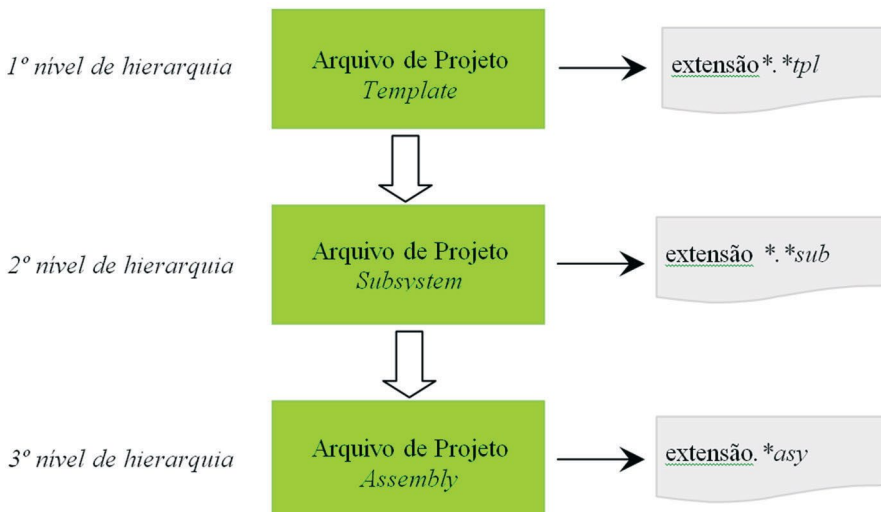 1º nível de hierarquia
Arquivo de Projeto
Template
extensão*.*tpl
2º nível de hierarquia
Arquivo de Projeto
Subsystem
extensão *.*sub
3º nível de hierarquia
Arquivo de Projeto
Assembly
extensão.*asy